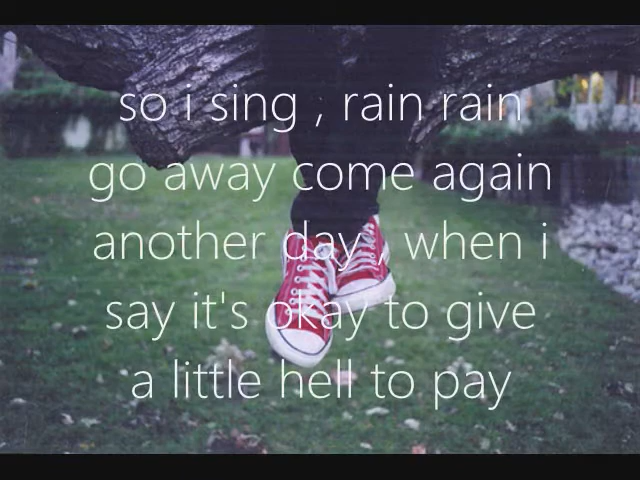 so i sing , rain rain
go away come again
another day , when i
say it's okay to give
a little hell to pay